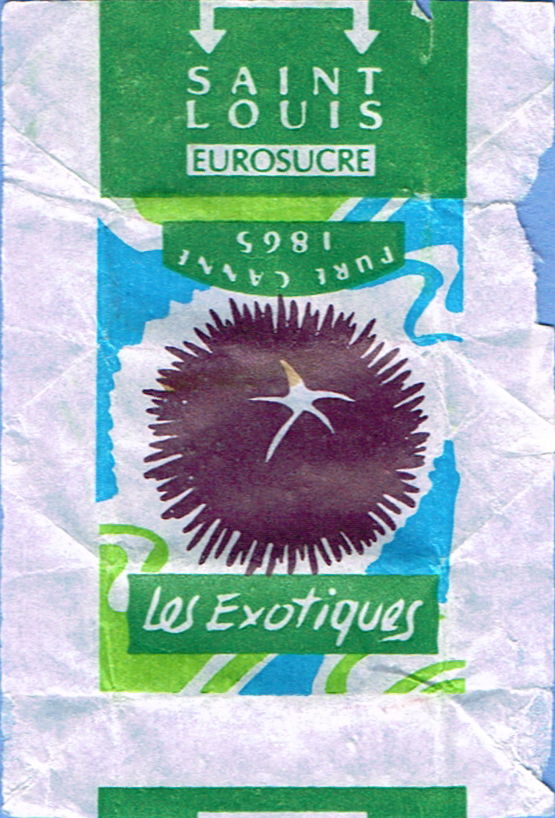 SAINT
LOUIS
EUROSUCRE
PURE CANNE
1865
Les Exotiques